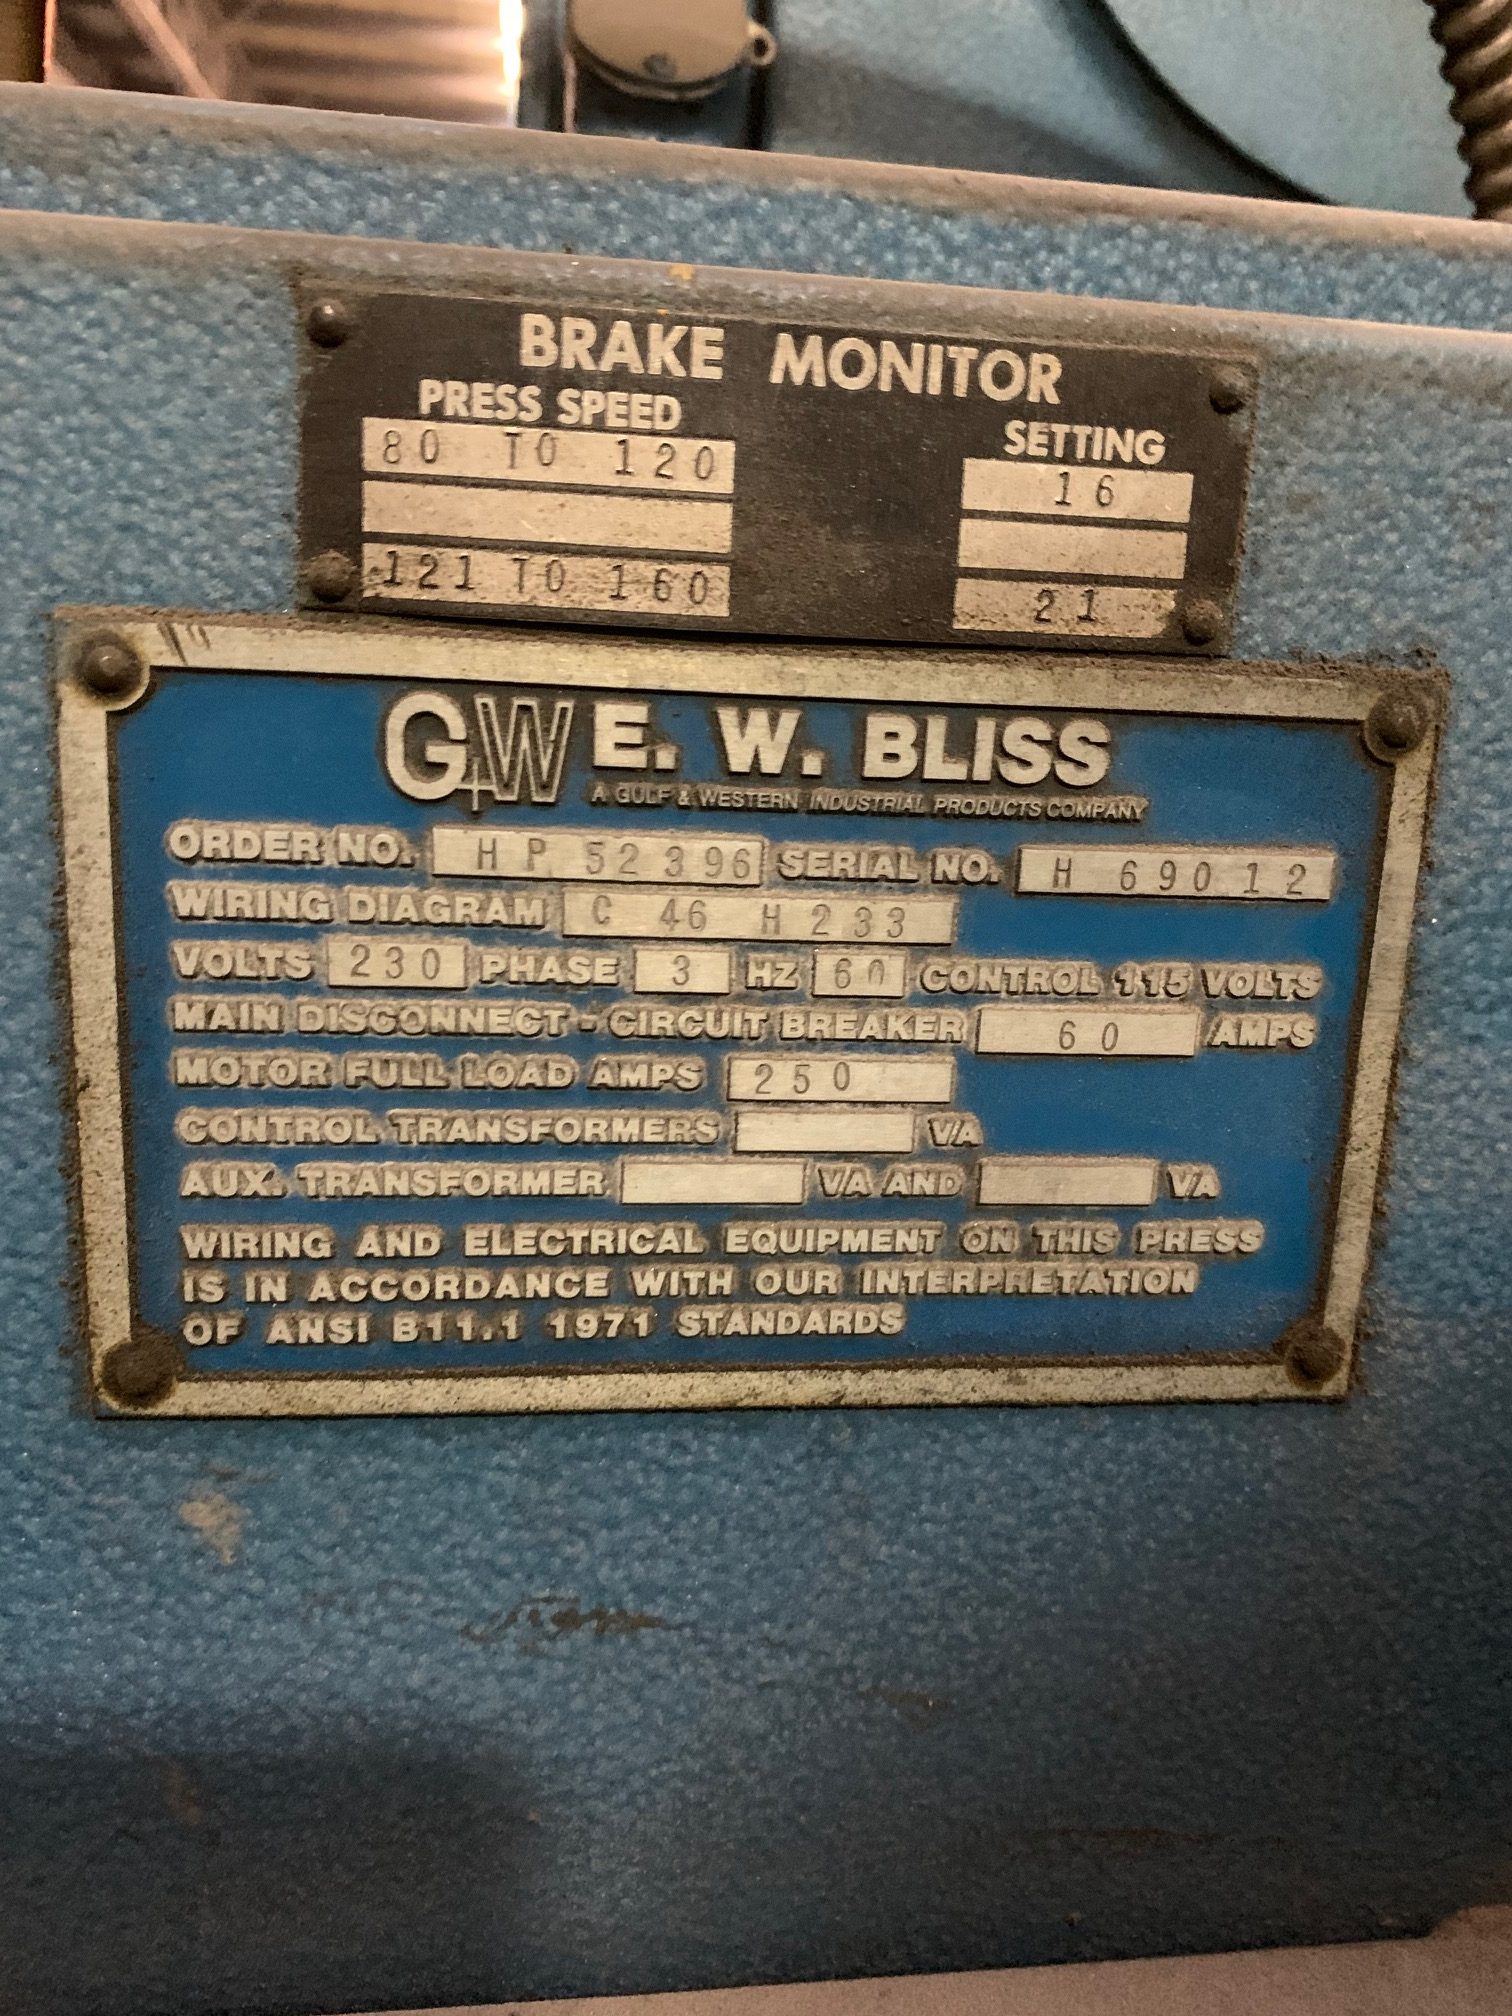 BRAKE MONITOR
PRESS SPEED SETTING
80 TO 120 16
121 TO 160 21
G+W E. W. BLISS
A GULF & WESTERN INDUSTRIAL PRODUCTS COMPANY
ORDER NO. HP 52396 SERIAL NO. H 69012
WIRING DIAGRAM C 46 H 233
VOLTS 230 PHASE 3 HZ 60 CONTROL 115 VOLTS
MAIN DISCONNECT - CIRCUIT BREAKER 60 AMPS
MOTOR FULL LOAD AMPS 250
CONTROL TRANSFORMERS V/A
AUX. TRANSFORMER VA AND VA
WIRING AND ELECTRICAL EQUIPMENT ON THIS PRESS
IS IN ACCORDANCE WITH OUR INTERPRETATION
OF ANSI B11.1 1971 STANDARDS